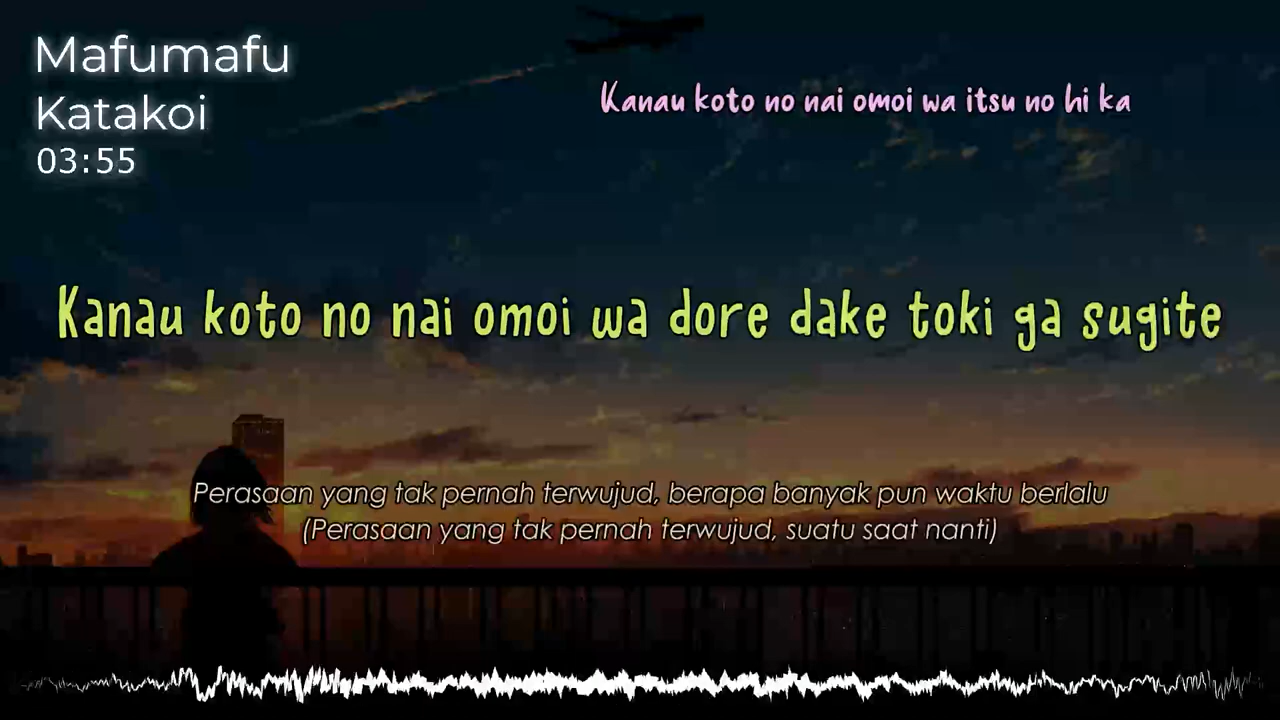 Mafumafu
Katakoi
03:55
Kanau koto no nai omoi wa itsu no hi ka
Kanau koto no nai omoi wa dore dake toki ga sugite
Perasaan yang tak pernah terwujud, berapa banyak pun waktu berlalu
(Perasaan yang tak pernah terwujud, suatu saat nanti)